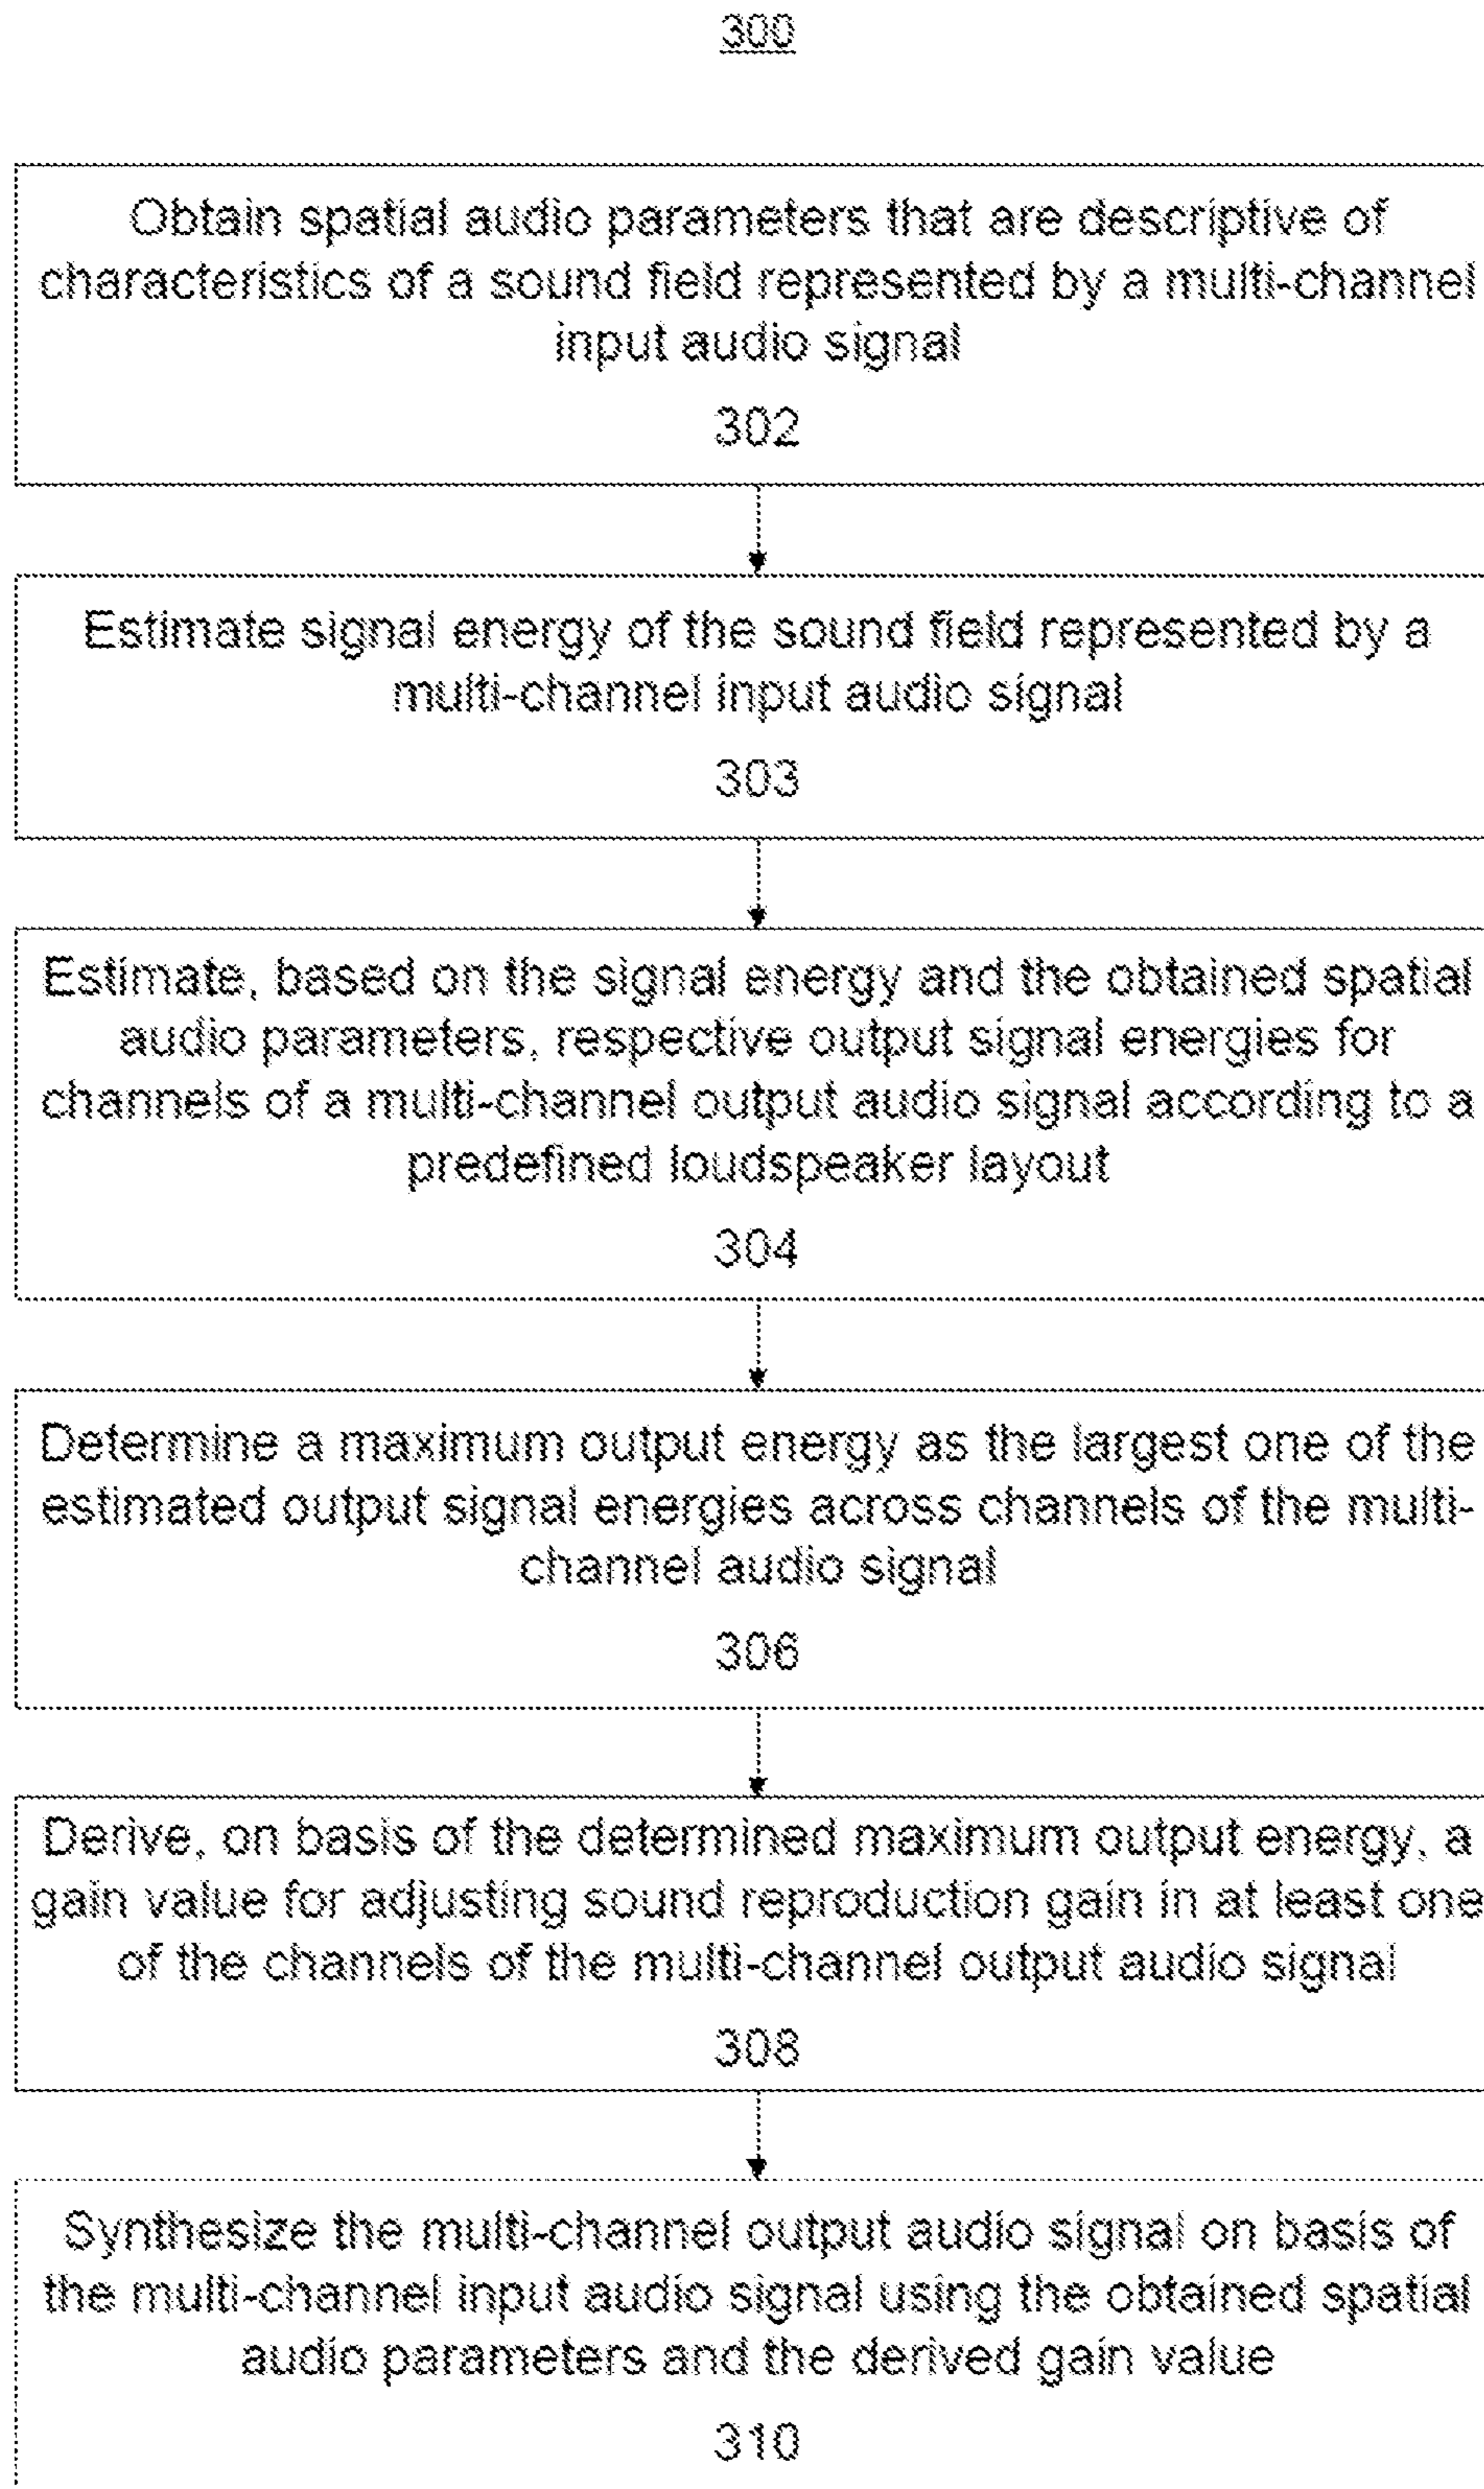 300
Obtain spatial audio parameters that are descriptive of
characteristics of a sound field represented by a multi-channel
input audio signal
302
Estimate signal energy of the sound field represented by a
multi-channel input audio signal
303
Estimate, based on the signal energy and the obtained spatial
audio parameters, respective output signal energies for
channels of a multi-channel output audio signal according to a
predefined loudspeaker layout
304
Determine a maximum output energy as the largest one of the
estimated output signal energies across channels of the multi-
channel audio signal
306
Derive, on basis of the determined maximum output energy, a
gain value for adjusting sound reproduction gain in at least one
of the channels of the multi-channel output audio signal
308
Synthesize the multi-channel output audio signal on basis of
the multi-channel input audio signal using the obtained spatial
audio parameters and the derived gain value
310